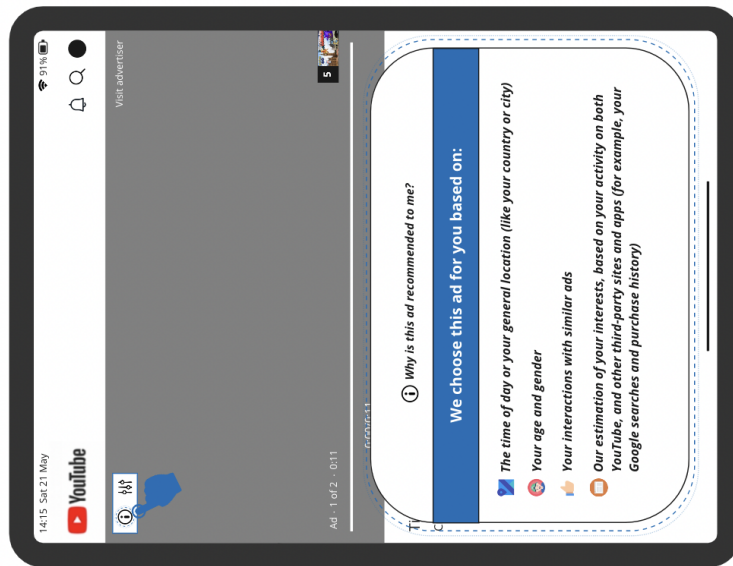 14:15 Sat 21 May
91%
YouTube
Visit advertiser
5
Ad · 1 of 2 · 0:11
Why is this ad recommended to me?
We choose this ad for you based on:
The time of day or your general location (like your country or city)
Your age and gender
Your interactions with similar ads
Our estimation of your interests, based on your activity on both
YouTube, and other third-party sites and apps (for example, your
Google searches and purchase history)